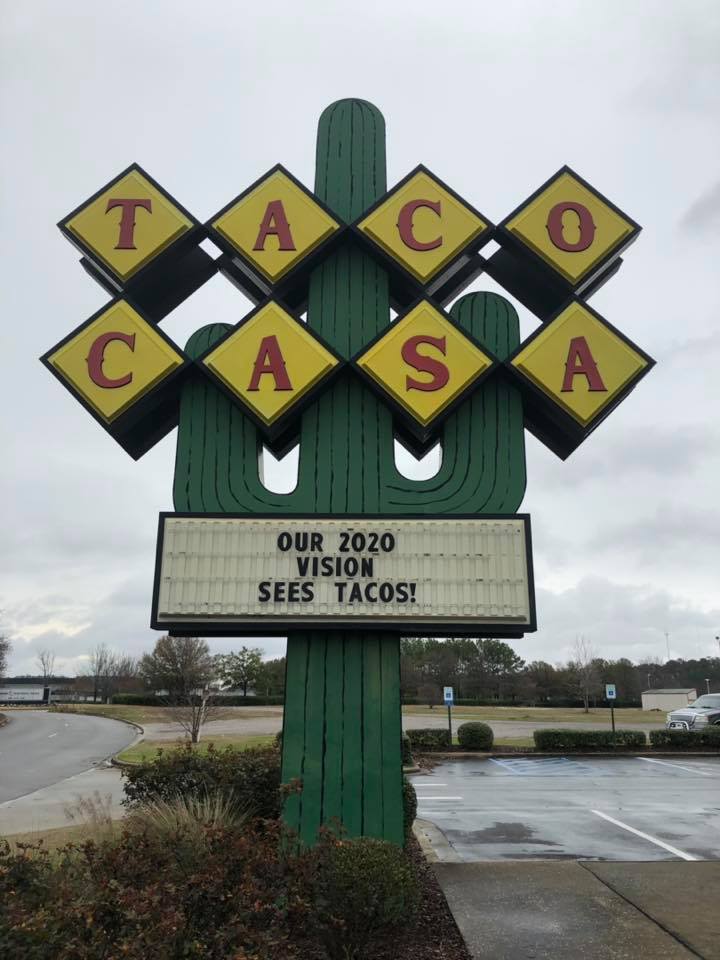 TACO
CASA
OUR 2020
VISION
SEES TACOS!